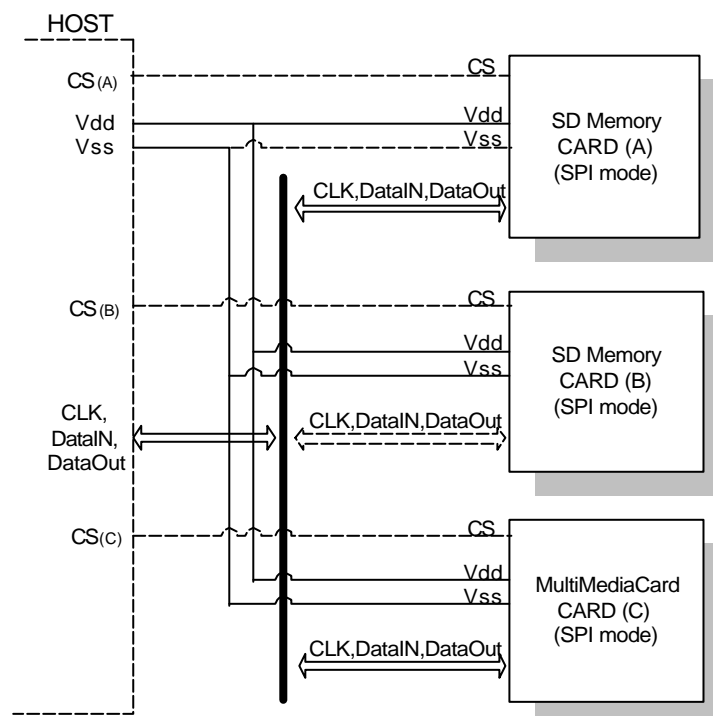 HOST
CS(A)
CS
Vdd
Vdd
Vss
Vss
SD Memory
CARD (A)
(SPI mode)
CLK,DataIN,DataOut
CS(B)
CS
Vdd
Vss
SD Memory
CARD (B)
(SPI mode)
CLK,
DataIN,
DataOut
CLK,DataIN,DataOut
CS(C)
CS
Vdd
Vss
MultiMediaCard
CARD (C)
(SPI mode)
CLK,DataIN,DataOut